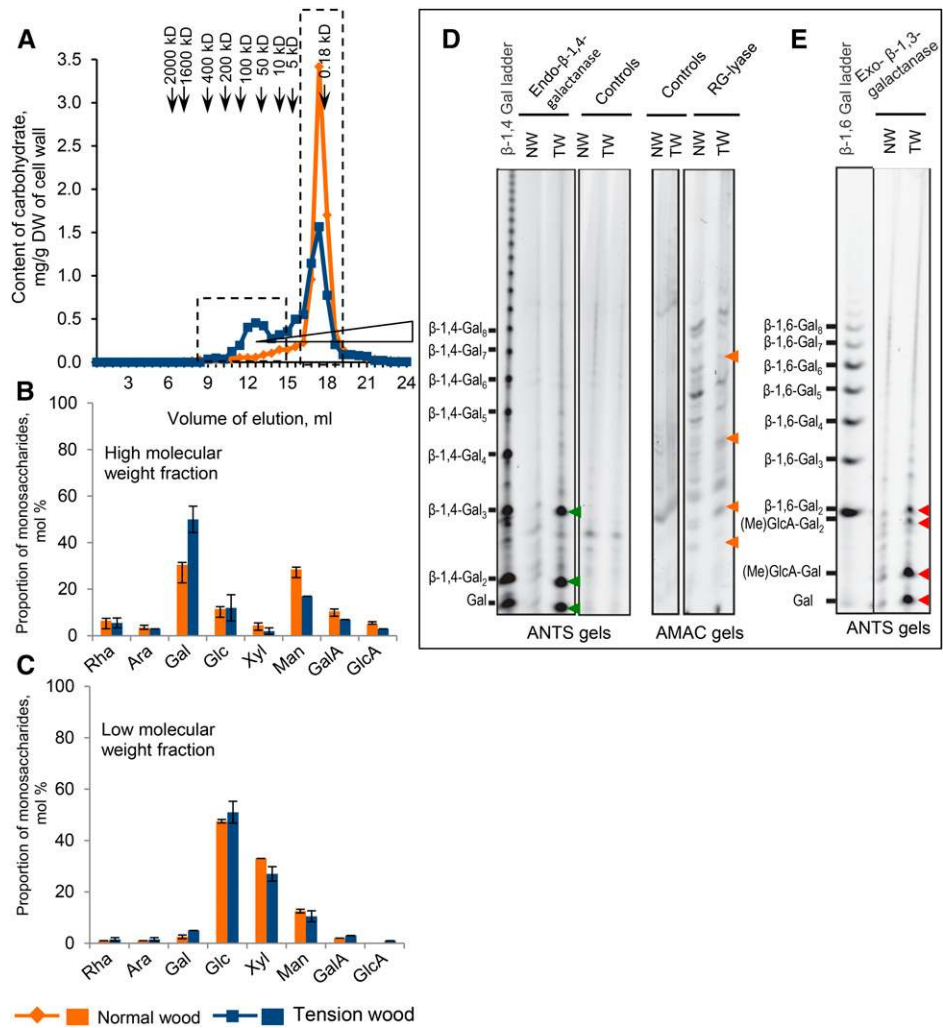 A
2000 kD
1600 kD
400 kD
200 kD
100 kD
50 kD
10 kD
5 kD
0.18 kD
Content of carbohydrate,
mg/g DW of cell wall
3.5
3.0
2.5
2.0
1.5
1.0
0.5
0.0
3 6 9 12 15 18 21 24
Volume of elution, ml
B
Proportion of monosaccharides,
mol %
100
80
60
40
20
0
High molecular
weight fraction
Rha Ara Gal Glc Xyl Man GalA GlcA
C
Proportion of monosaccharides,
mol %
100
80
60
40
20
0
Low molecular
weight fraction
Rha Ara Gal Glc Xyl Man GalA GlcA
Normal wood Tension wood
D
β-1,4 Gal ladder
Endo-β-1,4-
galactanase
Controls
Controls
RG-lyase
NW TW NW TW NW TW NW TW
β-1,4-Gal8
β-1,4-Gal7
β-1,4-Gal6
β-1,4-Gal5
β-1,4-Gal4
β-1,4-Gal3
β-1,4-Gal2
Gal
ANTS gels AMAC gels
E
β-1,6 Gal ladder
Exo- β-1,3-
galactanase
NW TW
β-1,6-Gal8
β-1,6-Gal7
β-1,6-Gal6
β-1,6-Gal5
β-1,6-Gal4
β-1,6-Gal3
β-1,6-Gal2
(Me)GlcA-Gal2
(Me)GlcA-Gal
Gal
ANTS gels